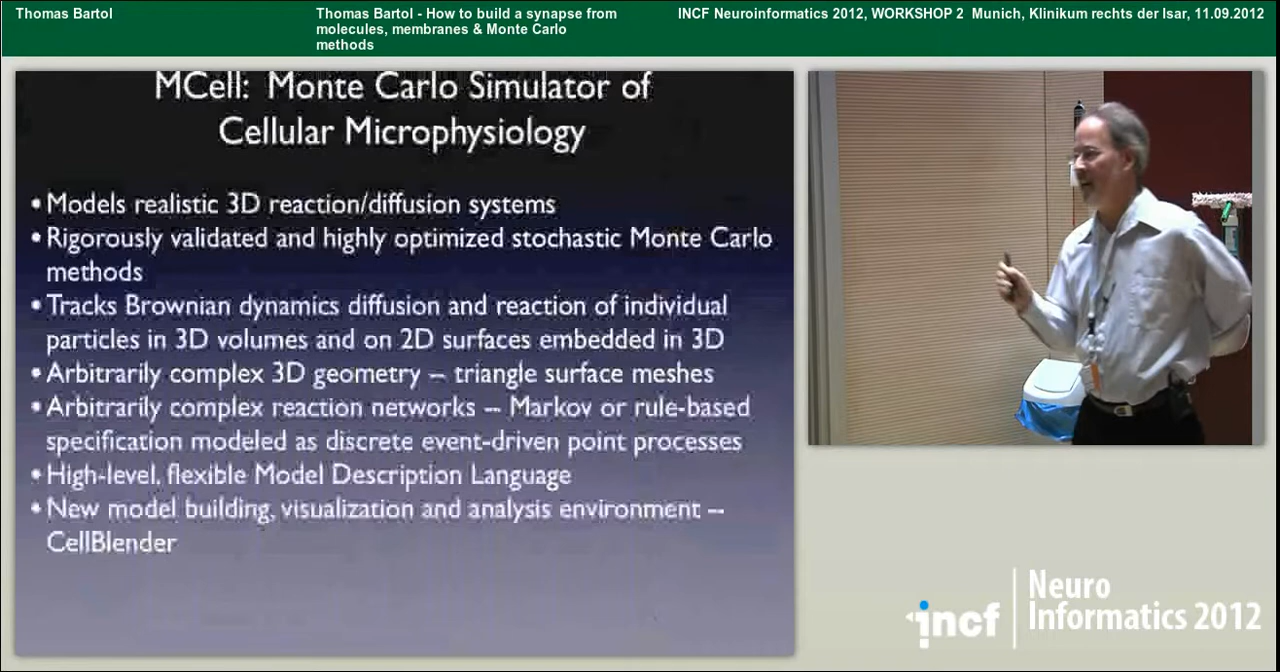 Thomas Bartol
Thomas Bartol - How to build a synapse from
molecules, membranes & Monte Carlo
methods
INCF Neuroinformatics 2012, WORKSHOP 2 Munich, Klinikum rechts der Isar, 11.09.2012
MCell: Monte Carlo Simulator of
Cellular Microphysiology
• Models realistic 3D reaction/diffusion systems
• Rigorously validated and highly optimized stochastic Monte Carlo
methods
• Tracks Brownian dynamics diffusion and reaction of individual
particles in 3D volumes and on 2D surfaces embedded in 3D
• Arbitrarily complex 3D geometry -- triangle surface meshes
• Arbitrarily complex reaction networks -- Markov or rule-based
specification modeled as discrete event-driven point processes
• High-level, flexible Model Description Language
• New model building, visualization and analysis environment --
CellBlender
incf
Neuro
Informatics 2012